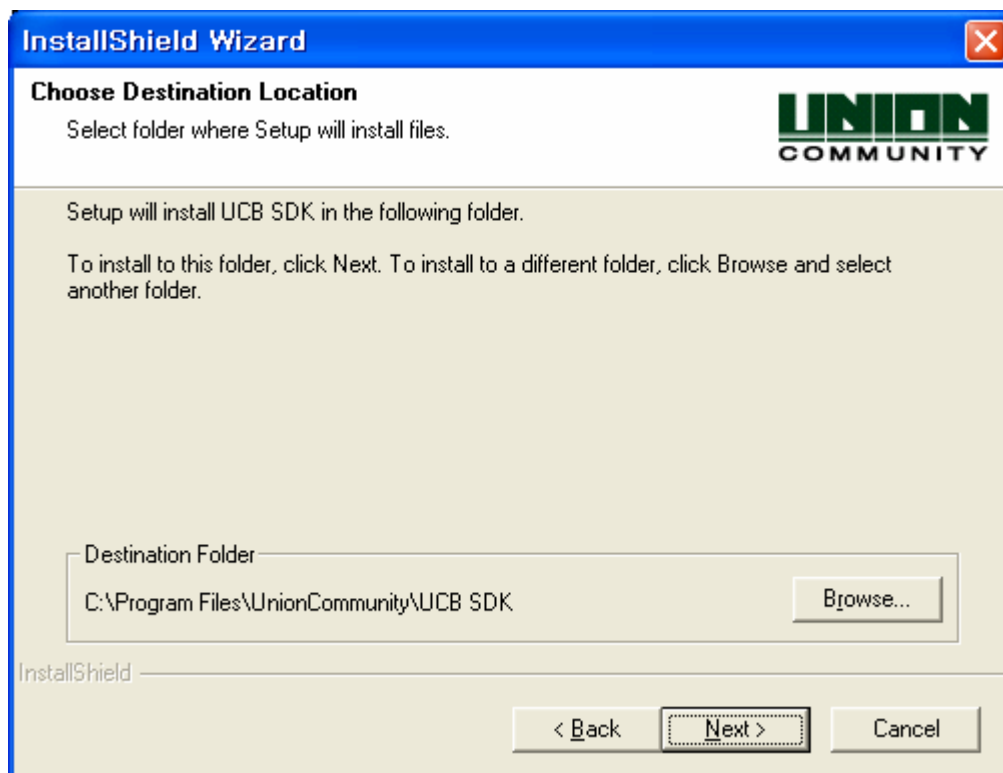 InstallShield Wizard
Choose Destination Location
Select folder where Setup will install files.
UNION
COMMUNITY
Setup will install UCB SDK in the following folder.
To install to this folder, click Next. To install to a different folder, click Browse and select
another folder.
Destination Folder
C:\Program Files\UnionCommunity\UCB SDK
Browse...
InstallShield
< Back
Next >
Cancel